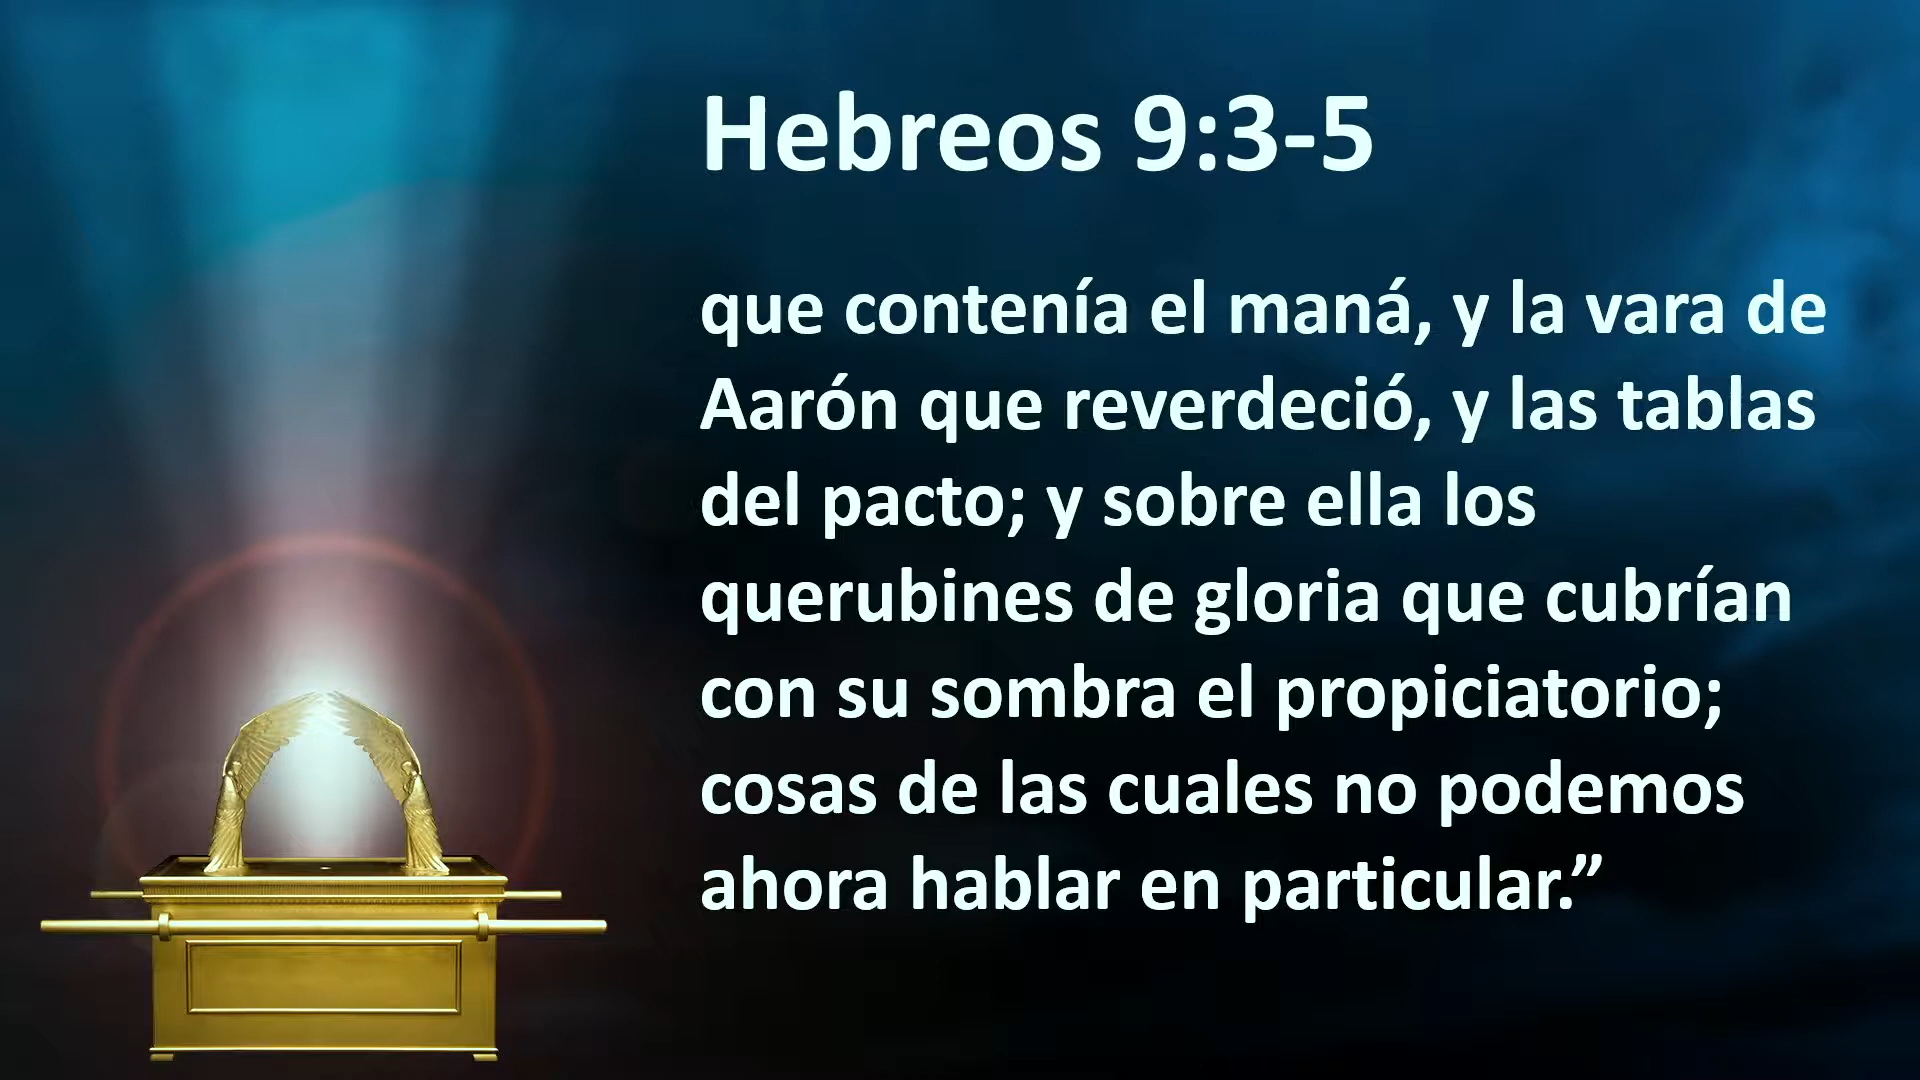 Hebreos 9:3-5
que contenía el maná, y la vara de
Aarón que reverdeció, y las tablas
del pacto; y sobre ella los
querubines de gloria que cubrían
con su sombra el propiciatorio;
cosas de las cuales no podemos
ahora hablar en particular.”